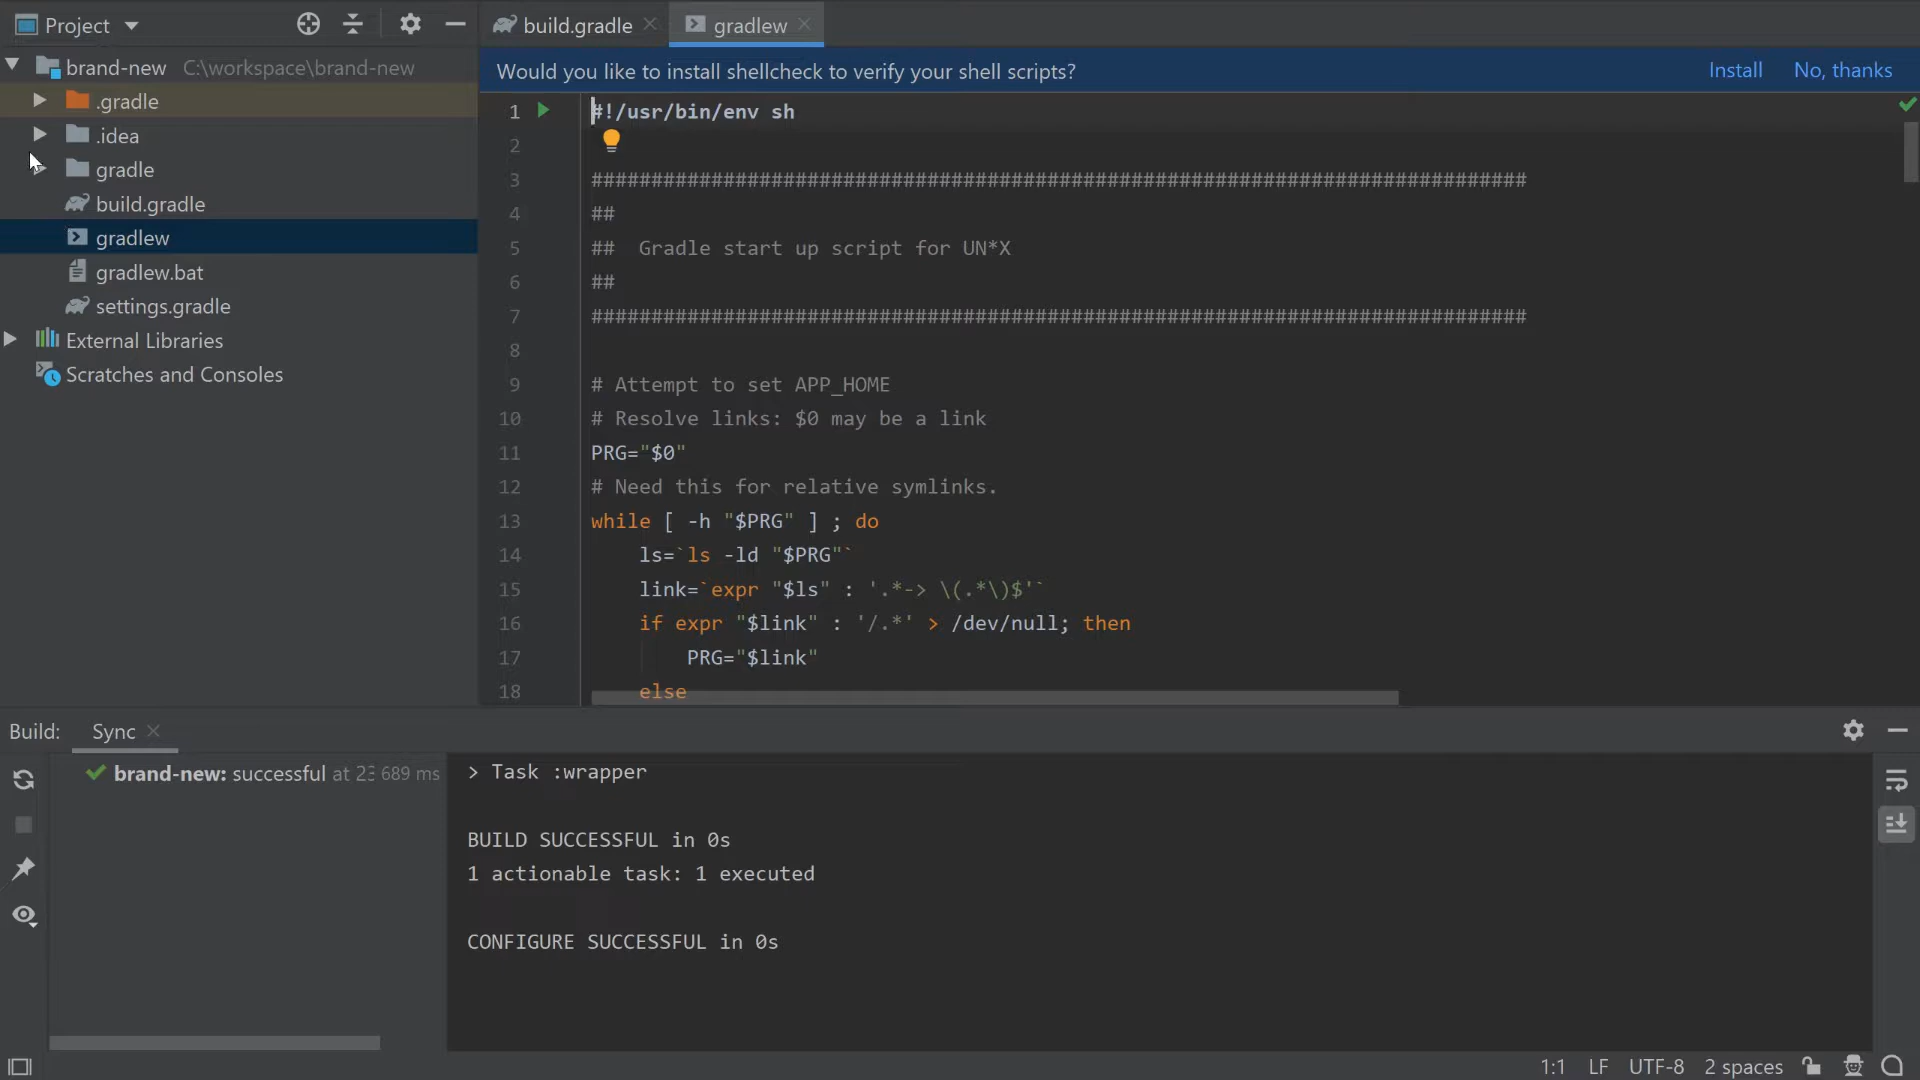 Project
build.gradle
gradlew
brand-new C:\workspace\brand-new
Would you like to install shellcheck to verify your shell scripts?
Install
No, thanks
.gradle
.idea
gradle
build.gradle
gradlew
gradlew.bat
settings.gradle
External Libraries
Scratches and Consoles
1 #!/usr/bin/env sh
2
3 ##############################################################################
4 ##
5 ##  Gradle start up script for UN*X
6 ##
7 ##############################################################################
8
9 # Attempt to set APP_HOME
10 # Resolve links: $0 may be a link
11 PRG="$0"
12 # Need this for relative symlinks.
13 while [ -h "$PRG" ] ; do
14     ls=`ls -ld "$PRG"`
15     link=`expr "$ls" : '.*-> \(.*\)$'`
16     if expr "$link" : '/.*' > /dev/null; then
17         PRG="$link"
18     else
Build: Sync
brand-new: successful at 23 689 ms
> Task :wrapper
BUILD SUCCESSFUL in 0s
1 actionable task: 1 executed
CONFIGURE SUCCESSFUL in 0s
1:1 LF UTF-8 2 spaces